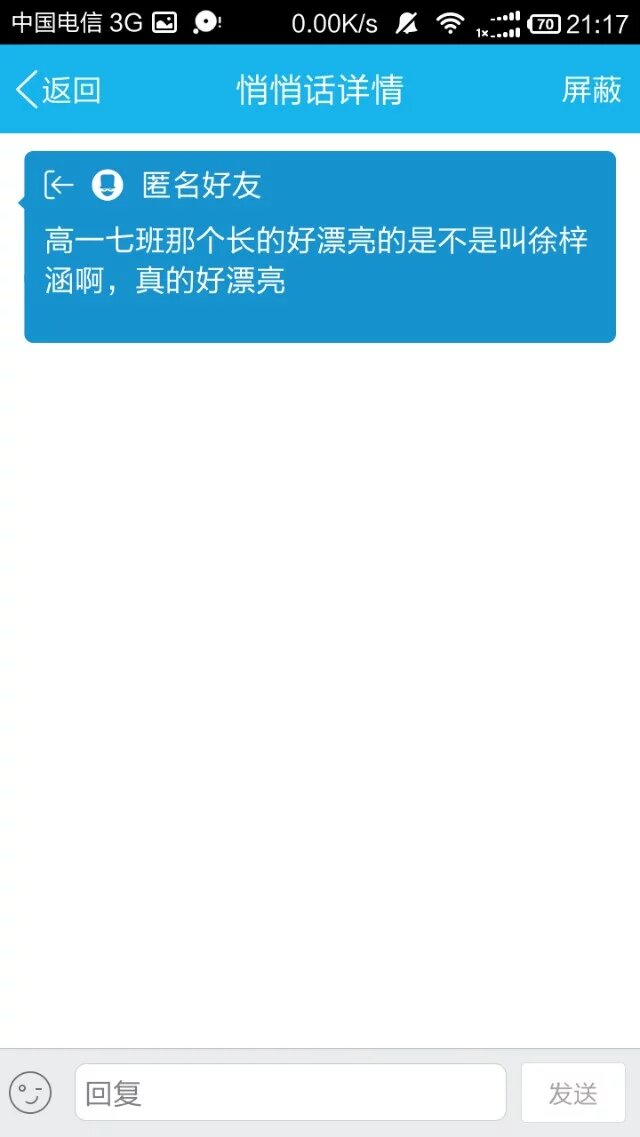 中国电信 3G 0.00K/s 1x 70 21:17
返回 悄悄话详情 屏蔽
匿名好友
高一七班那个长的好漂亮的是不是叫徐梓
涵啊，真的好漂亮
回复 发送